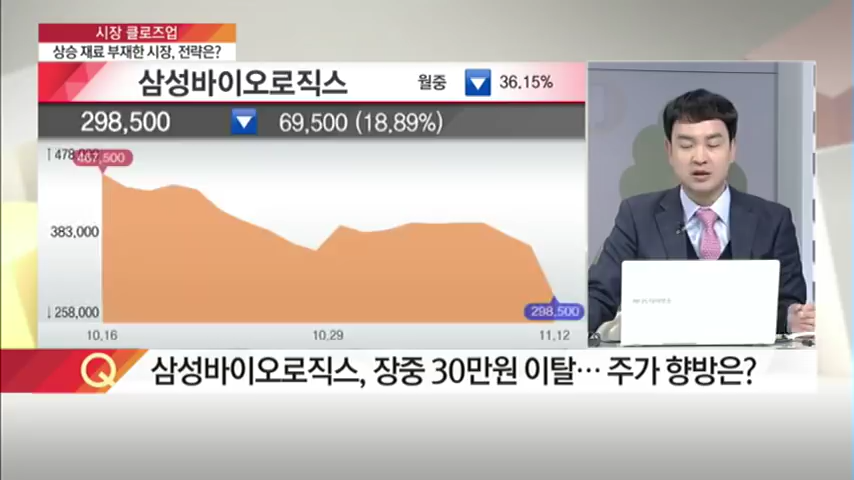 시장 클로즈업
상승 재료 부재한 시장, 전략은?
삼성바이오로직스 월중 ▼ 36.15%
298,500 ▼ 69,500 (18.89%)
467,500
383,000
↓258,000
298,500
10.16 10.29 11.12
Q 삼성바이오로직스, 장중 30만원 이탈… 주가 향방은?